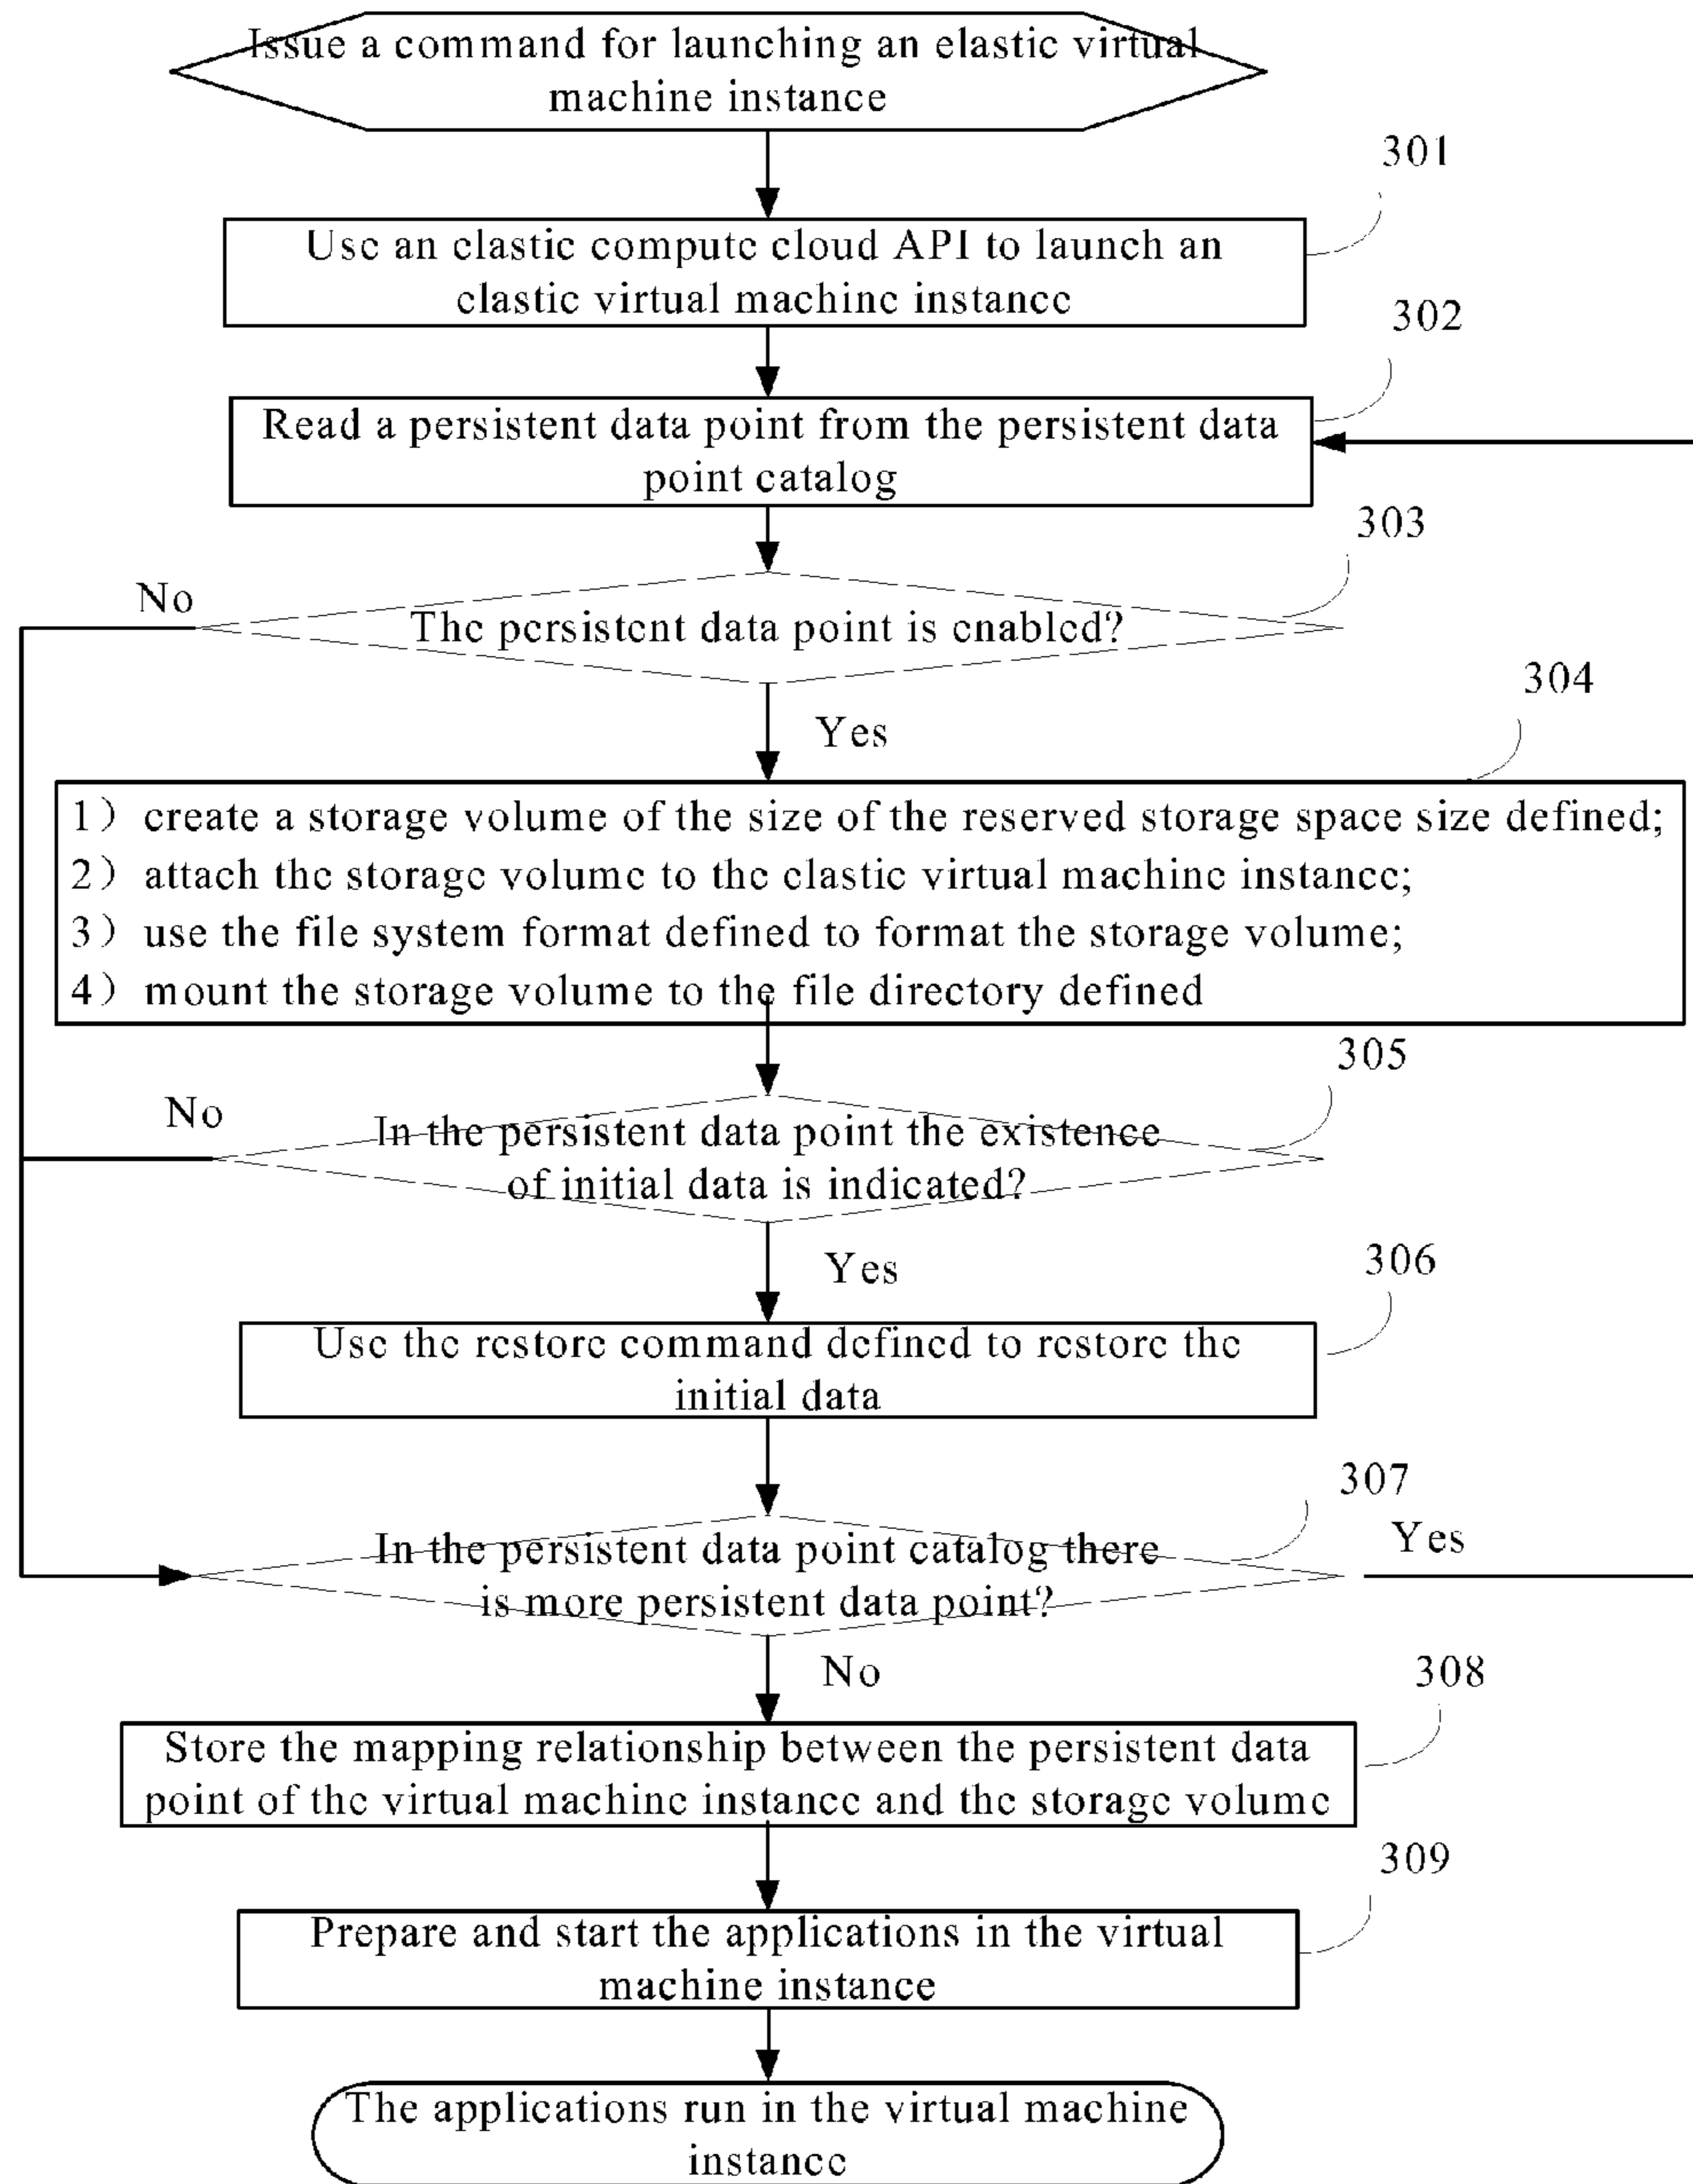 Issue a command for launching an elastic virtual
machine instance
301
Use an elastic compute cloud API to launch an
elastic virtual machine instance
302
Read a persistent data point from the persistent data
point catalog
303
No
The persistent data point is enabled?
304
Yes
1) create a storage volume of the size of the reserved storage space size defined;
2) attach the storage volume to the elastic virtual machine instance;
3) use the file system format defined to format the storage volume;
4) mount the storage volume to the file directory defined
305
No
In the persistent data point the existence
of initial data is indicated?
306
Yes
Use the restore command defined to restore the
initial data
307
Yes
In the persistent data point catalog there
is more persistent data point?
No
308
Store the mapping relationship between the persistent data
point of the virtual machine instance and the storage volume
309
Prepare and start the applications in the virtual
machine instance
The applications run in the virtual machine
instance